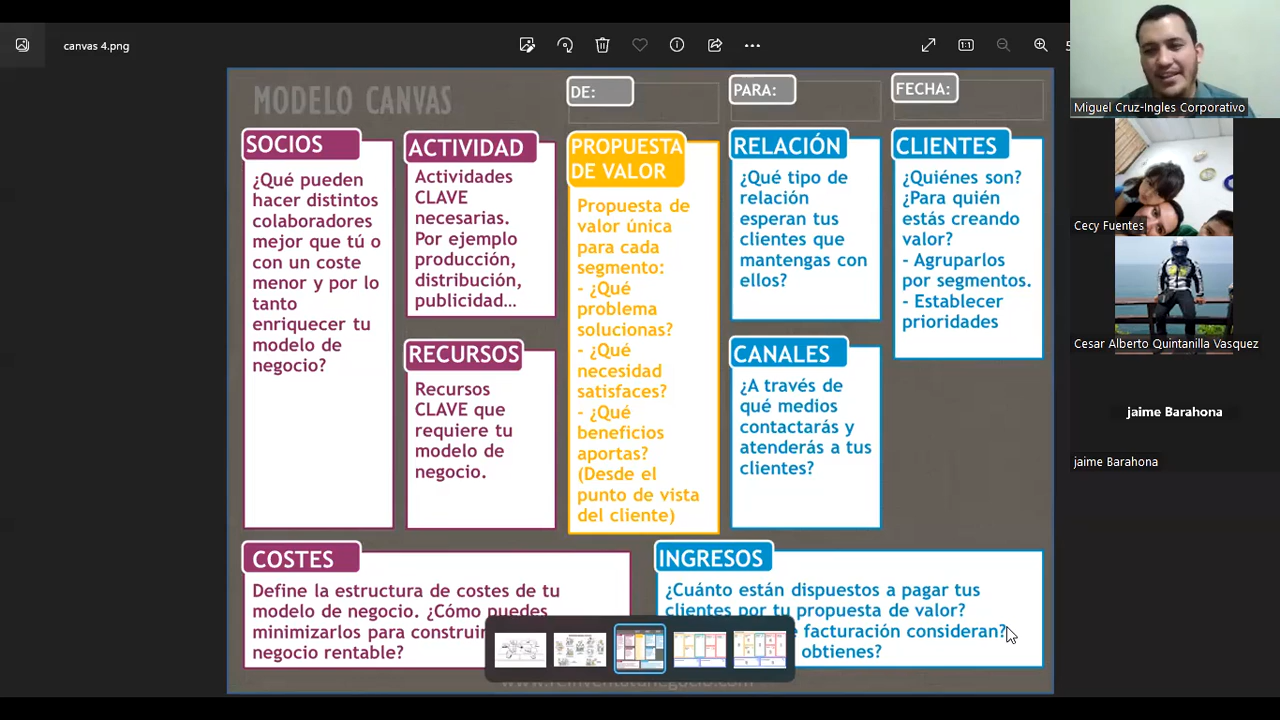 canvas 4.png
MODELO CANVAS
DE:
PARA:
FECHA:
SOCIOS
¿Qué pueden
hacer distintos
colaboradores
mejor que tú o
con un coste
menor y por lo
tanto
enriquecer tu
modelo de
negocio?
ACTIVIDAD
Actividades
CLAVE
necesarias.
Por ejemplo
producción,
distribución,
publicidad...
RECURSOS
Recursos
CLAVE que
requiere tu
modelo de
negocio.
PROPUESTA
DE VALOR
Propuesta de
valor única
para cada
segmento:
- ¿Qué
problema
solucionas?
- ¿Qué
necesidad
satisfaces?
- ¿Qué
beneficios
aportas?
(Desde el
punto de vista
del cliente)
RELACIÓN
¿Qué tipo de
relación
esperan tus
clientes que
mantengas con
ellos?
CANALES
¿A través de
qué medios
contactarás y
atenderás a tus
clientes?
CLIENTES
¿Quiénes son?
¿Para quién
estás creando
valor?
- Agruparlos
por segmentos.
- Establecer
prioridades
COSTES
Define la estructura de costes de tu
modelo de negocio. ¿Cómo puedes
minimizarlos para construir
negocio rentable?
INGRESOS
¿Cuánto están dispuestos a pagar tus
clientes por tu propuesta de valor?
facturación consideran?
obtienes?
Miguel Cruz-Ingles Corporativo
Cecy Fuentes
Cesar Alberto Quintanilla Vasquez
jaime Barahona
jaime Barahona